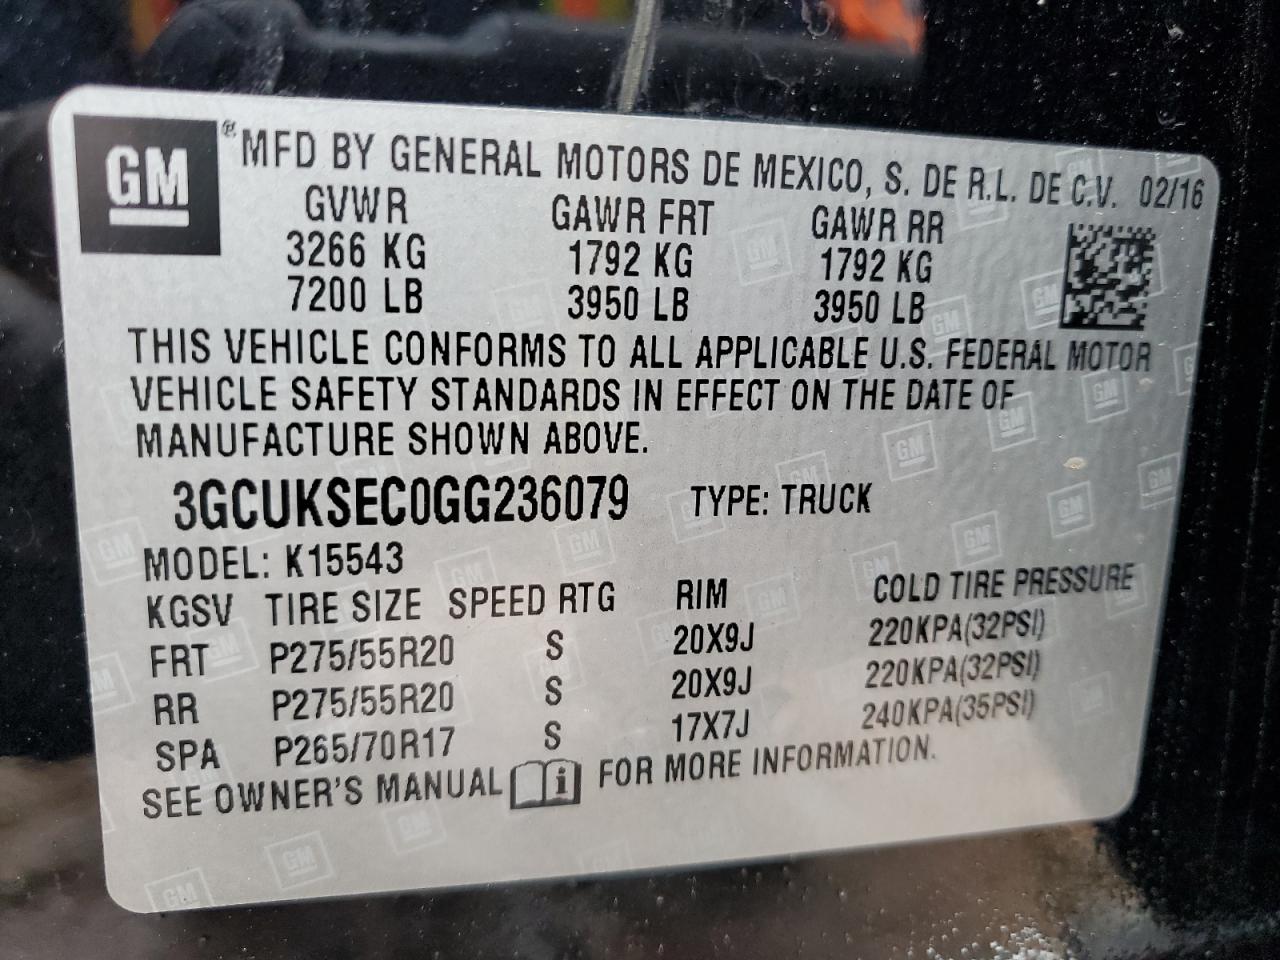 GM ® MFD BY GENERAL MOTORS DE MEXICO, S. DE R.L. DE C.V. 02/16
GVWR GAWR FRT GAWR RR
3266 KG 1792 KG 1792 KG
7200 LB 3950 LB 3950 LB
THIS VEHICLE CONFORMS TO ALL APPLICABLE U.S. FEDERAL MOTOR
VEHICLE SAFETY STANDARDS IN EFFECT ON THE DATE OF
MANUFACTURE SHOWN ABOVE.
3GCUKSEC0GG236079 TYPE: TRUCK
MODEL: K15543
KGSV TIRE SIZE SPEED RTG RIM COLD TIRE PRESSURE
FRT P275/55R20 S 20X9J 220KPA(32PSI)
RR P275/55R20 S 20X9J 220KPA(32PSI)
SPA P265/70R17 S 17X7J 240KPA(35PSI)
SEE OWNER'S MANUAL i FOR MORE INFORMATION.